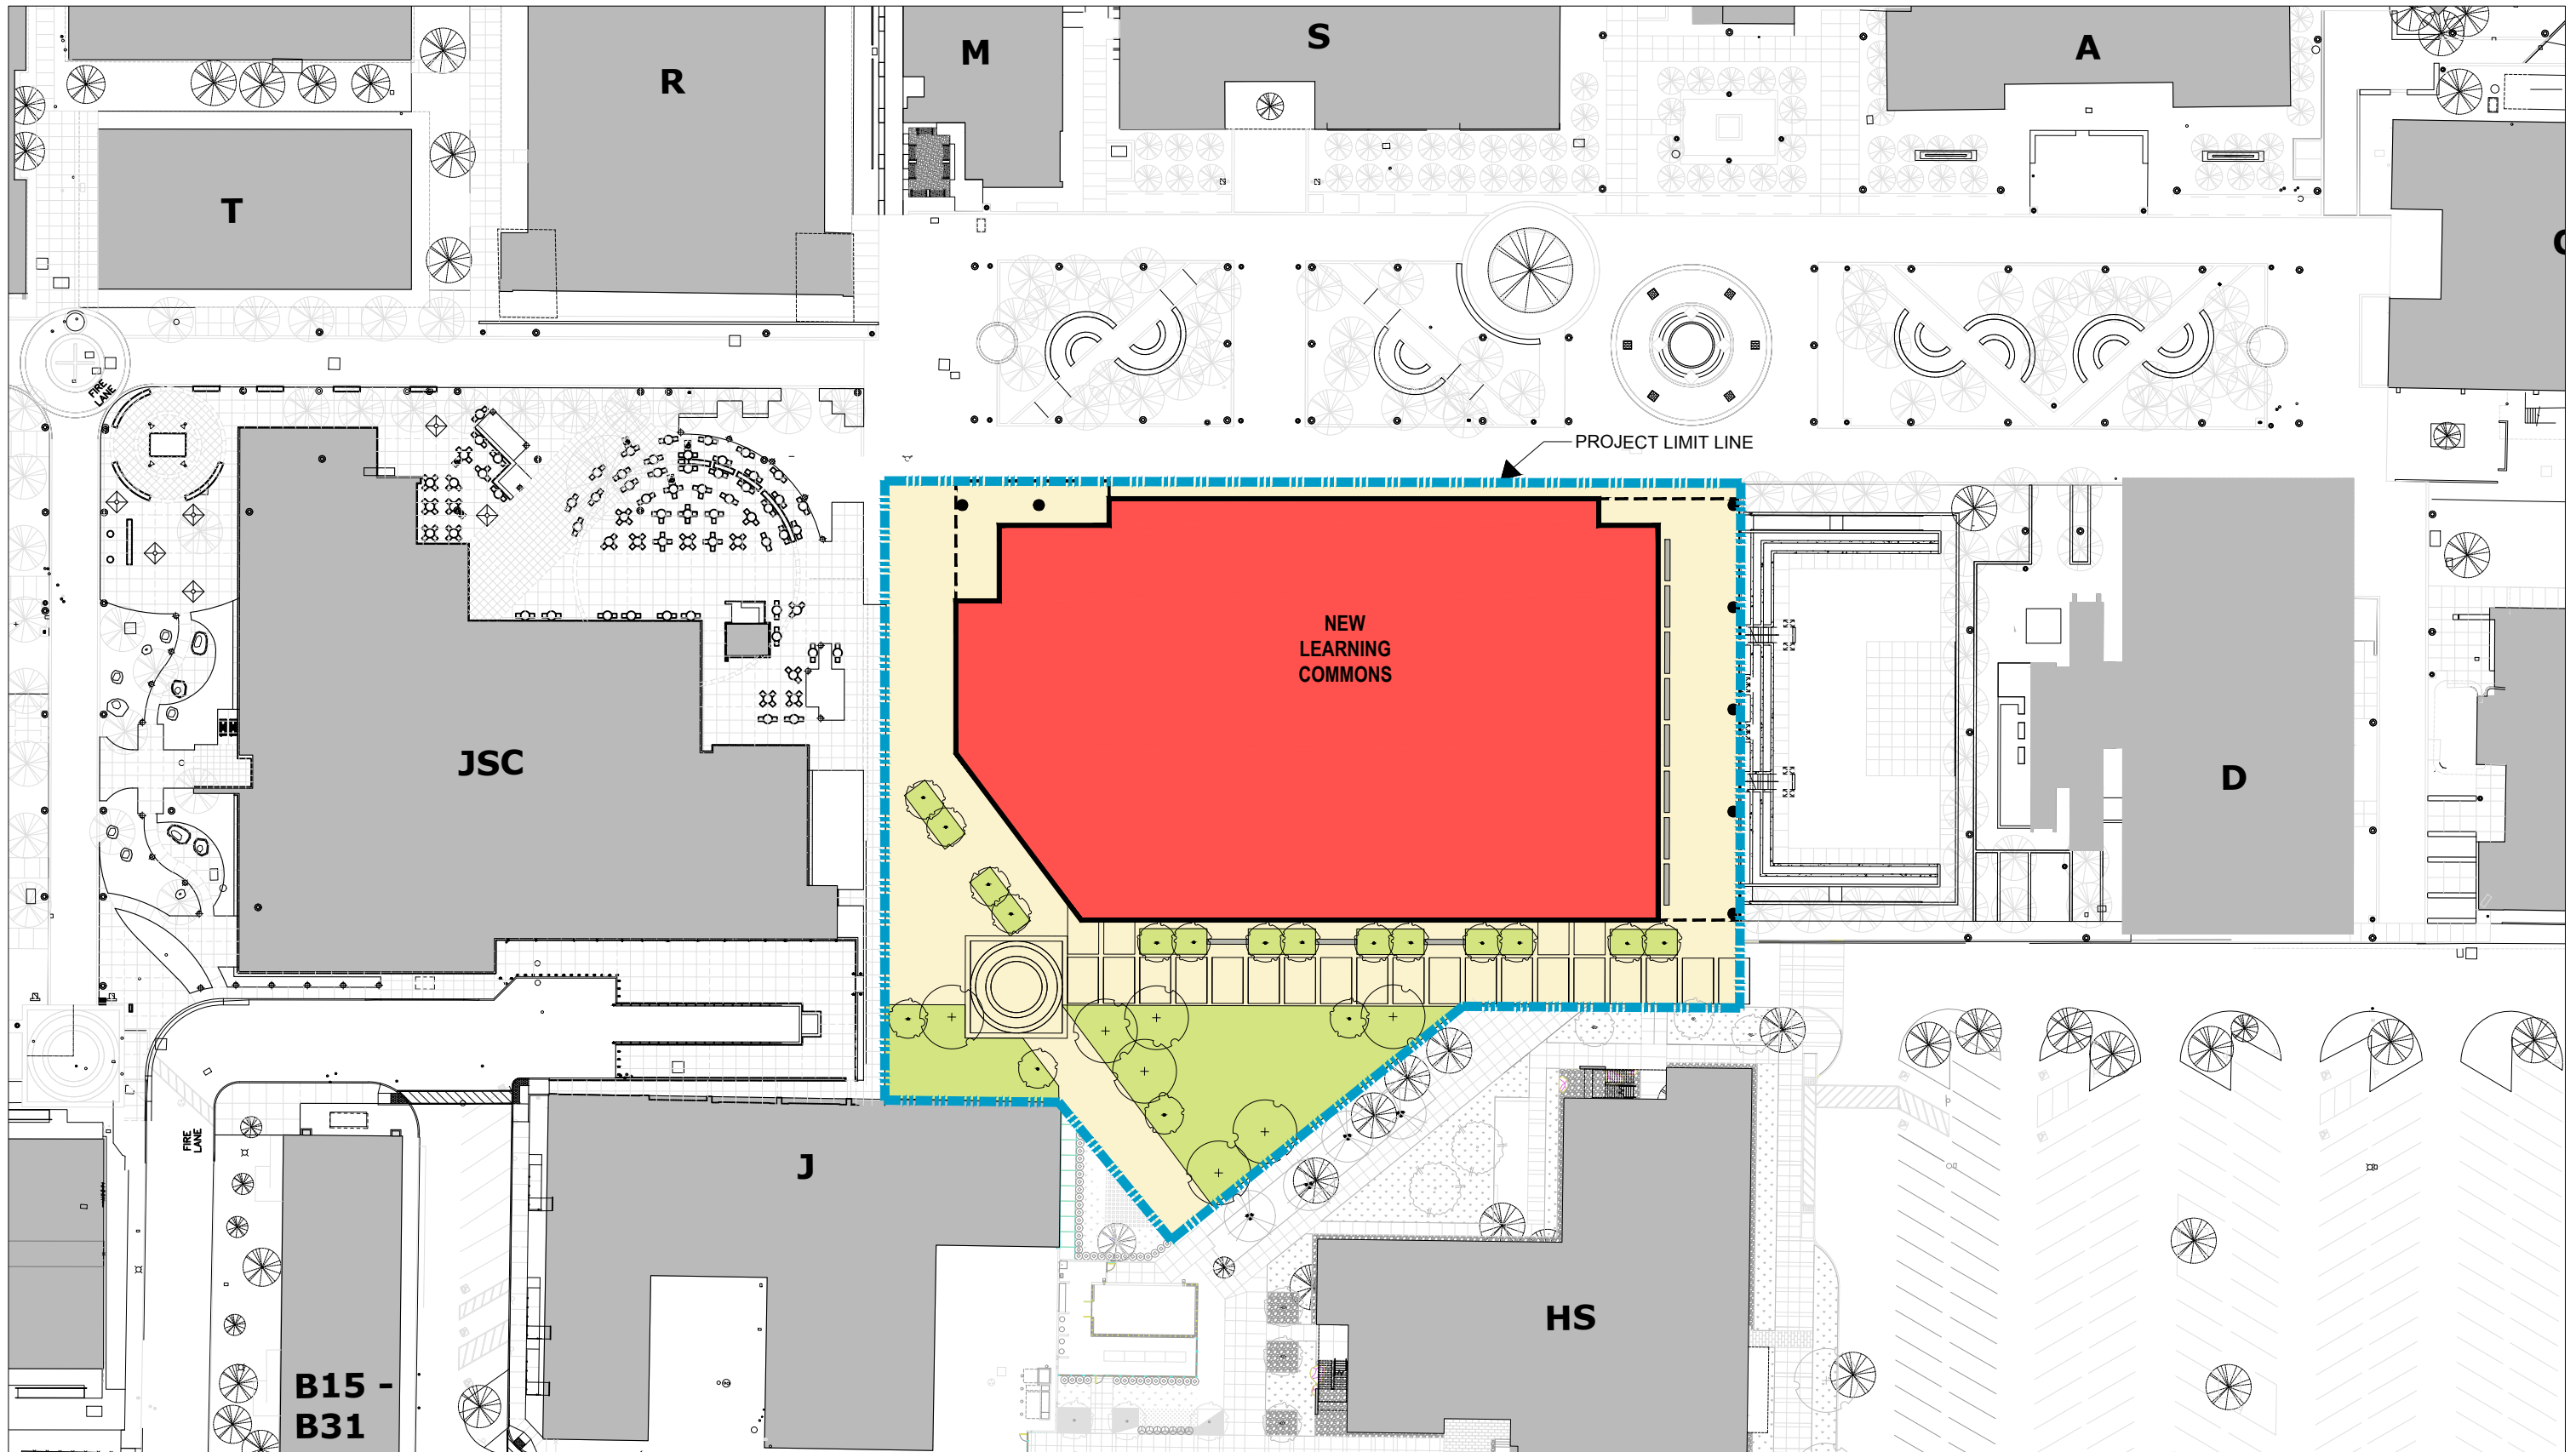 M
S
A
R
T
FIRE
LANE
PROJECT LIMIT LINE
NEW
LEARNING
COMMONS
JSC
D
FIRE
LANE
J
HS
B15 -
B31